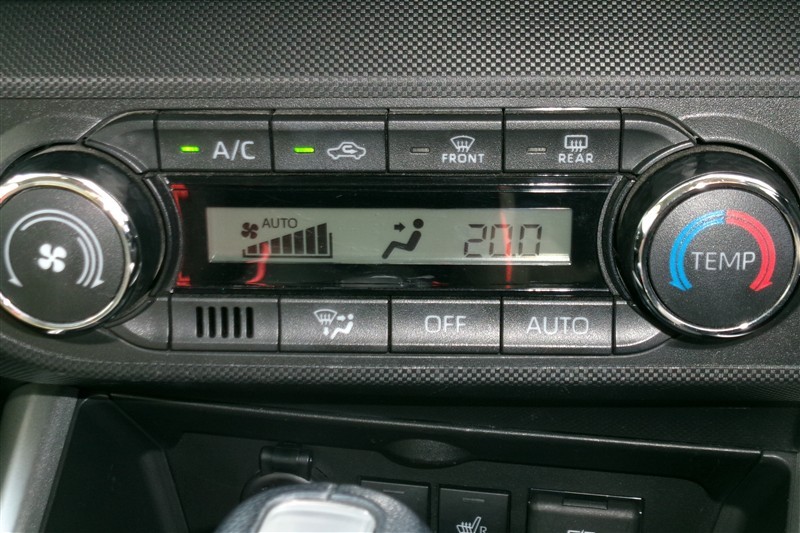 A/C
FRONT
REAR
AUTO
20.0
TEMP
OFF
AUTO
R